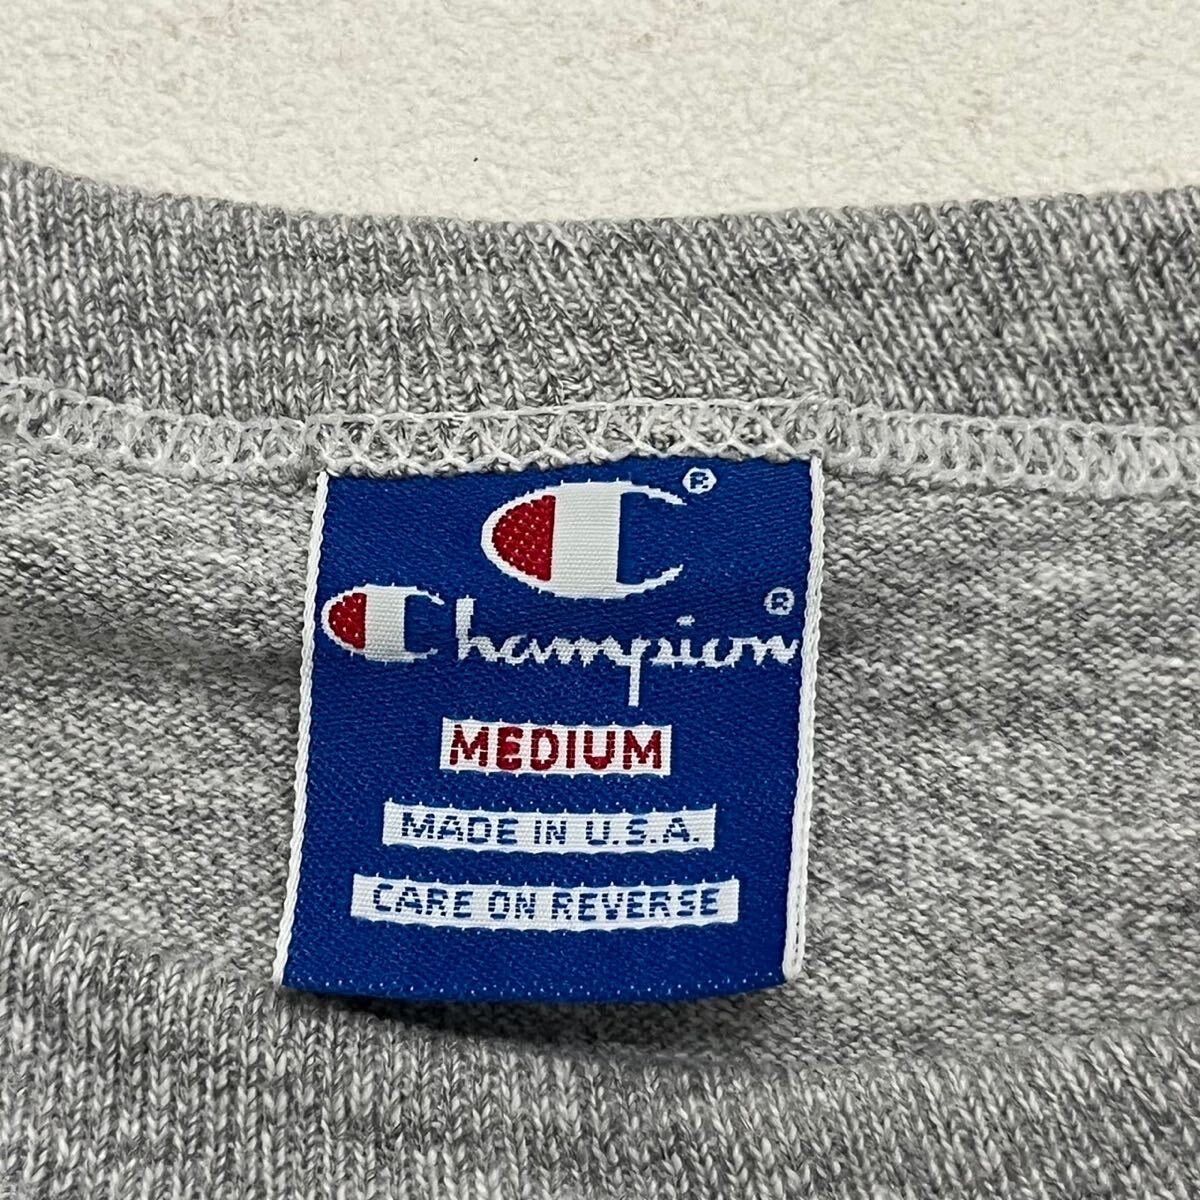 C®
Champion®
MEDIUM
MADE IN U.S.A.
CARE ON REVERSE